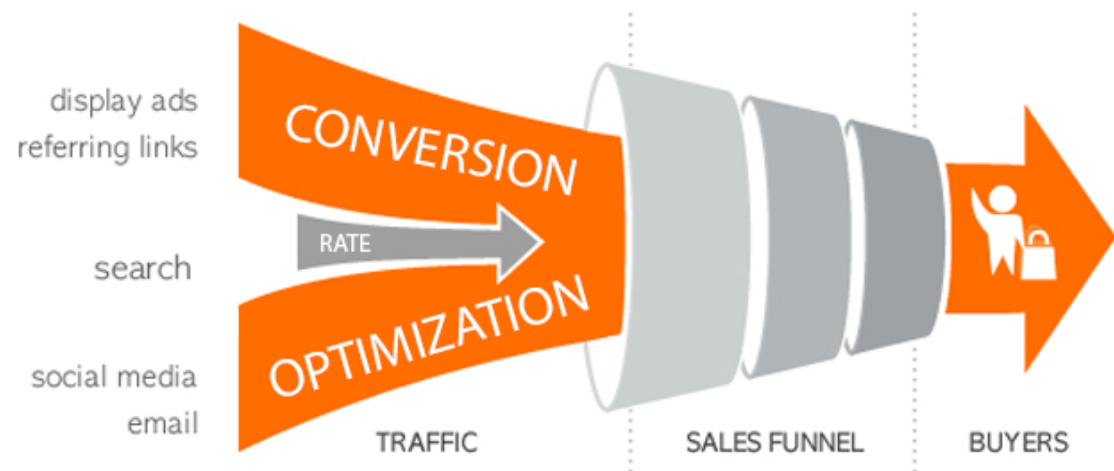 display ads
referring links
search
social media
email
CONVERSION
RATE
OPTIMIZATION
TRAFFIC
SALES FUNNEL
BUYERS